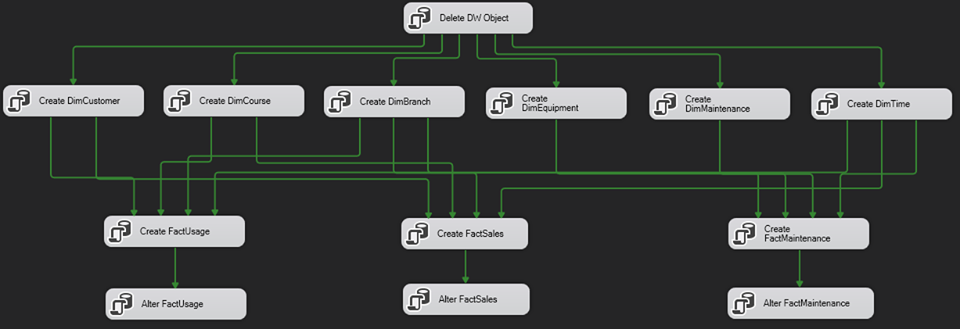 Delete DW Object
Create DimCustomer
Create DimCourse
Create DimBranch
Create
DimEquipment
Create
DimMaintenance
Create DimTime
Create FactUsage
Create FactSales
Create
FactMaintenance
Alter FactUsage
Alter FactSales
Alter FactMaintenance